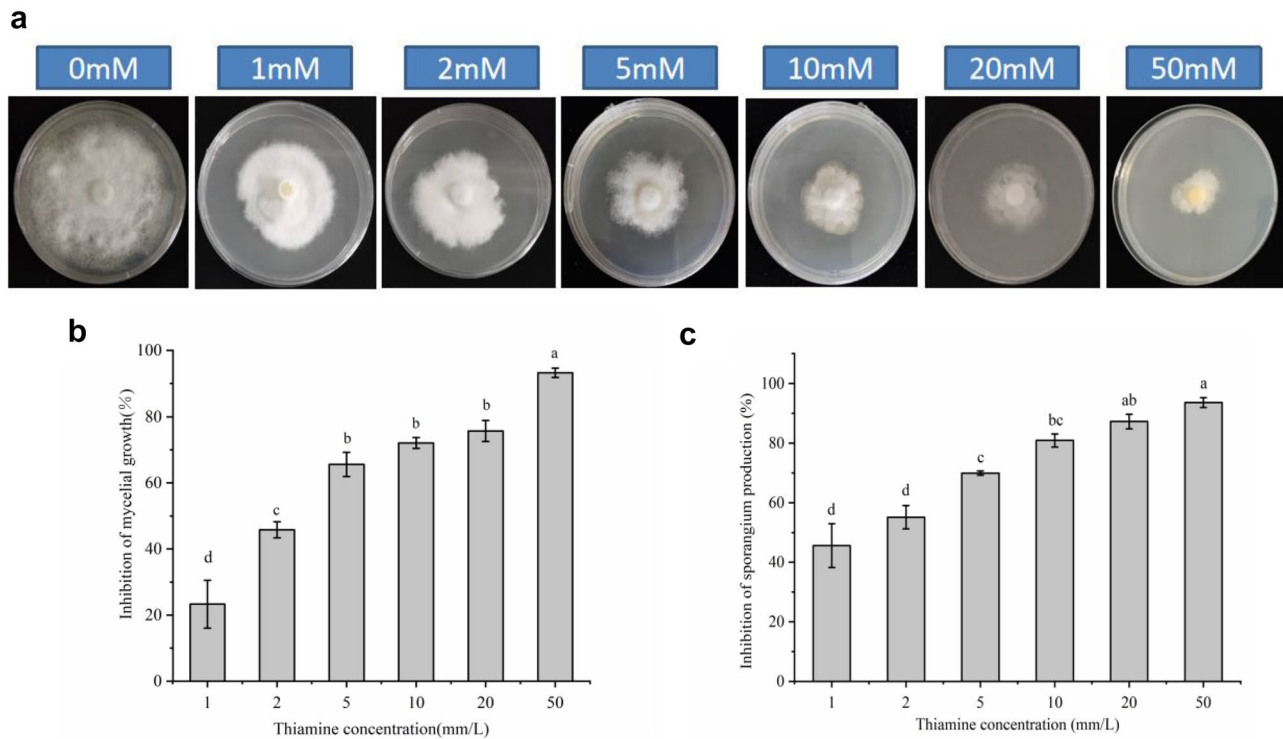 a
0mM 1mM 2mM 5mM 10mM 20mM 50mM
b
Inhibition of mycelial growth(%)
100
80
60
40
20
0
d
c
b
b
b
a
1 2 5 10 20 50
Thiamine concentration(mm/L)
c
Inhibition of sporangium production (%)
100
80
60
40
20
0
d
d
c
bc
ab
a
1 2 5 10 20 50
Thiamine concentration (mm/L)